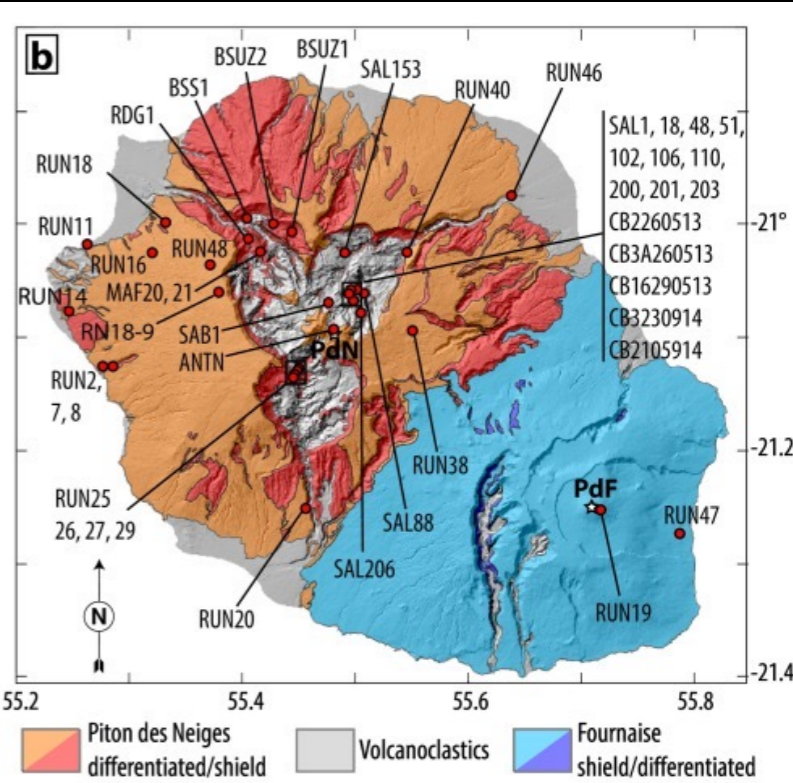 b
BSUZ2
BSUZ1
SAL153
BSS1
RUN40
RUN46
RDG1
RUN18
SAL1, 18, 48, 51,
102, 106, 110,
200, 201, 203
CB2260513
CB3A260513
CB16290513
CB3230914
CB2105914
-21°
RUN11
RUN16
RUN48
RUN14
MAF20, 21
RN18-9
SAB1
ANTN
PdN
RUN2,
7, 8
-21.2
RUN38
RUN25
26, 27, 29
SAL88
PdF
RUN47
SAL206
RUN20
RUN19
N
-21.4
55.2
55.4
55.6
55.8
Piton des Neiges
differentiated/shield
Volcanoclastics
Fournaise
shield/differentiated